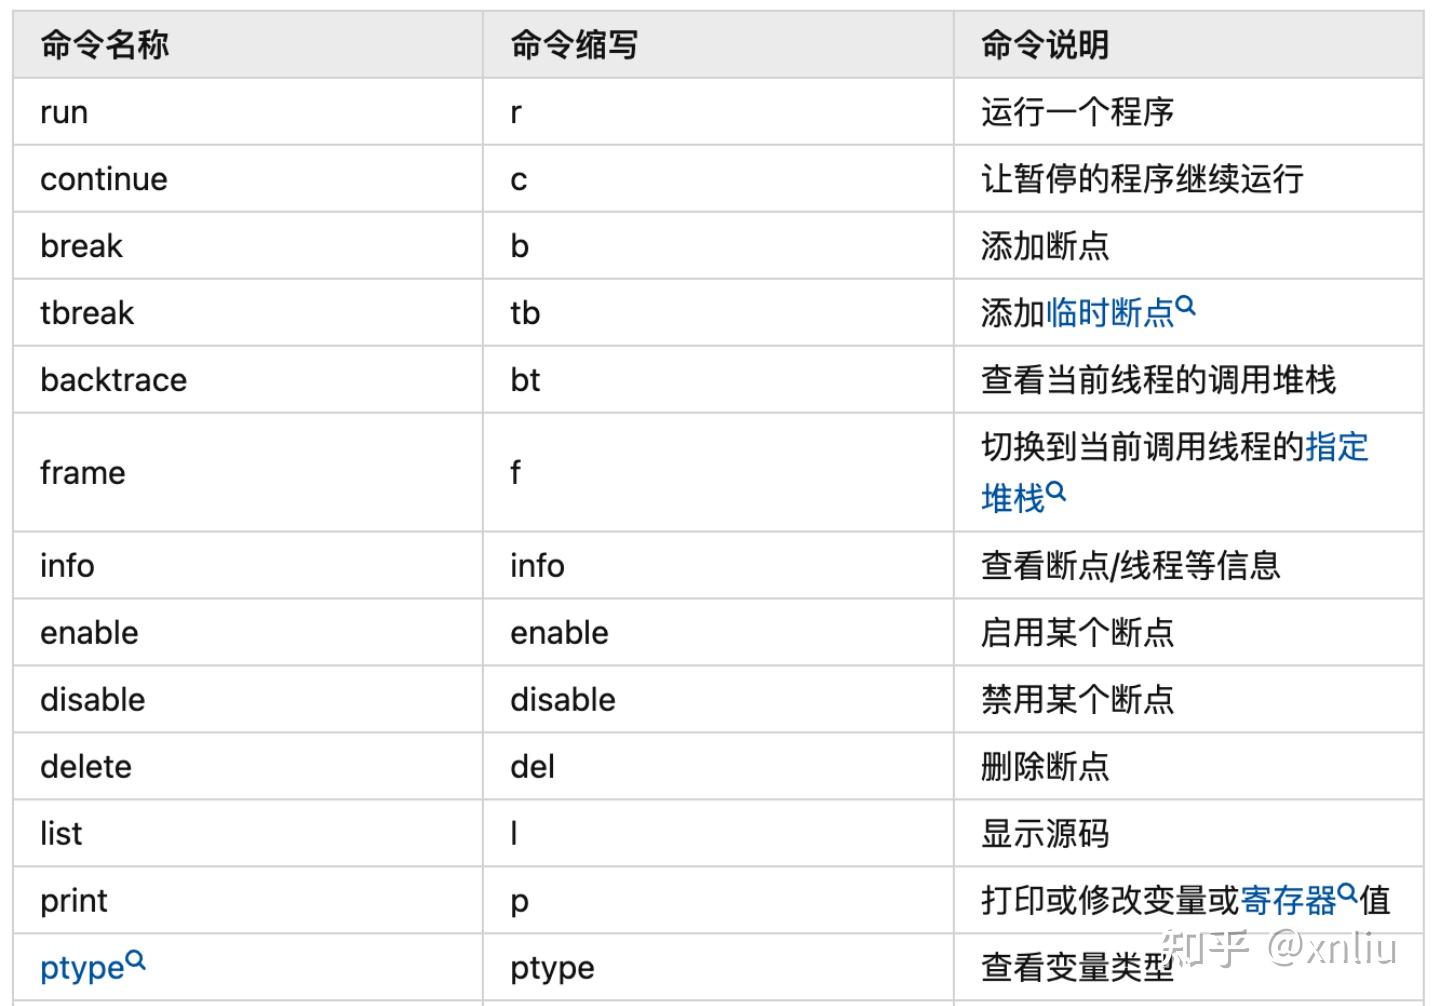 命令名称 命令缩写 命令说明
run r 运行一个程序
continue c 让暂停的程序继续运行
break b 添加断点
tbreak tb 添加临时断点
backtrace bt 查看当前线程的调用堆栈
frame f 切换到当前调用线程的指定
堆栈
info info 查看断点/线程等信息
enable enable 启用某个断点
disable disable 禁用某个断点
delete del 删除断点
list l 显示源码
print p 打印或修改变量或寄存器值
ptype ptype 查看变量类型
知乎 @xnliu